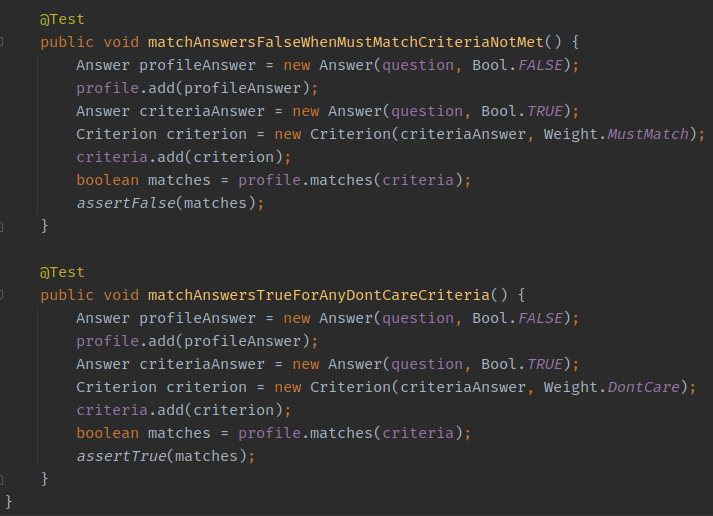 @Test
public void matchAnswersFalseWhenMustMatchCriteriaNotMet() {
    Answer profileAnswer = new Answer(question, Bool.FALSE);
    profile.add(profileAnswer);
    Answer criteriaAnswer = new Answer(question, Bool.TRUE);
    Criterion criterion = new Criterion(criteriaAnswer, Weight.MustMatch);
    criteria.add(criterion);
    boolean matches = profile.matches(criteria);
    assertFalse(matches);
}

@Test
public void matchAnswersTrueForAnyDontCareCriteria() {
    Answer profileAnswer = new Answer(question, Bool.FALSE);
    profile.add(profileAnswer);
    Answer criteriaAnswer = new Answer(question, Bool.TRUE);
    Criterion criterion = new Criterion(criteriaAnswer, Weight.DontCare);
    criteria.add(criterion);
    boolean matches = profile.matches(criteria);
    assertTrue(matches);
}
}